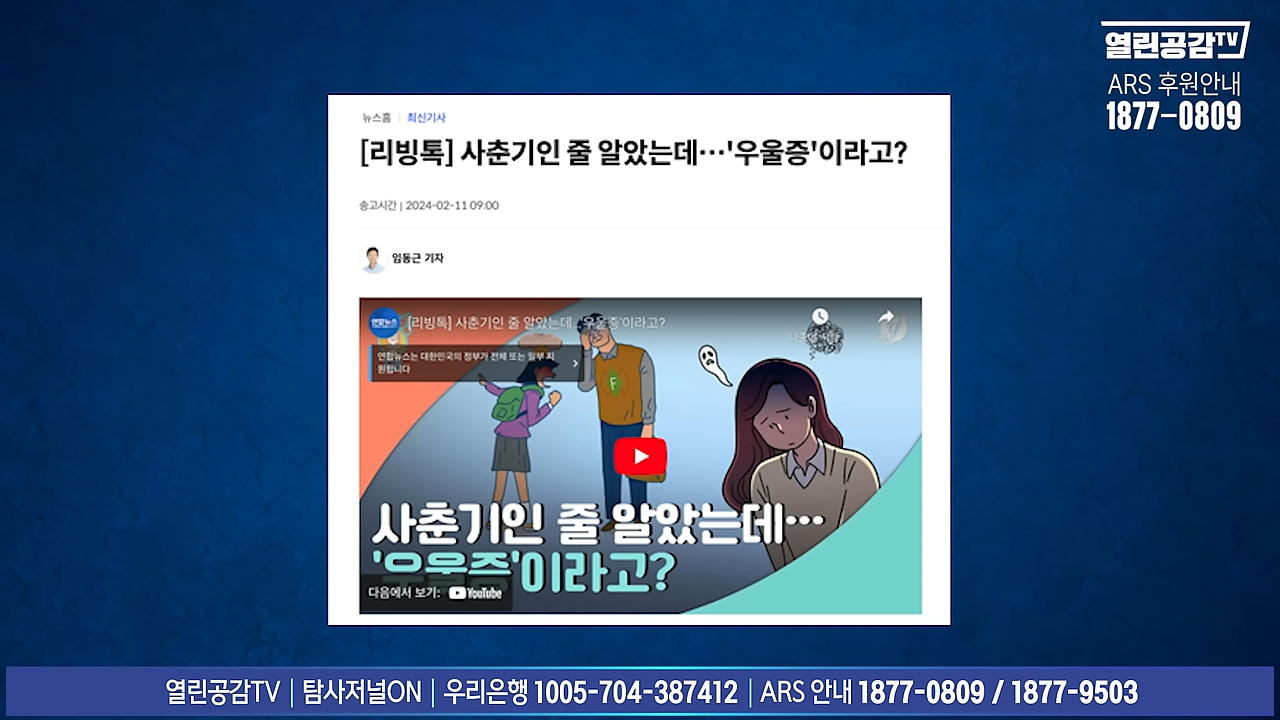 열린공감TV
ARS 후원안내
1877-0809
뉴스홈 | 최신기사
[리빙톡] 사춘기인 줄 알았는데…'우울증'이라고?
송고시간 | 2024-02-11 09:00
임동근 기자
연합뉴스
[리빙톡] 사춘기인 줄 알았는데…'우울증'이라고?
연합뉴스는 대한민국의 정부가 전체 또는 일부 지
원합니다
F
사춘기인 줄 알았는데…
'우울증'이라고?
다음에서 보기: YouTube
열린공감TV | 탐사저널ON | 우리은행 1005-704-387412 | ARS 안내 1877-0809 / 1877-9503